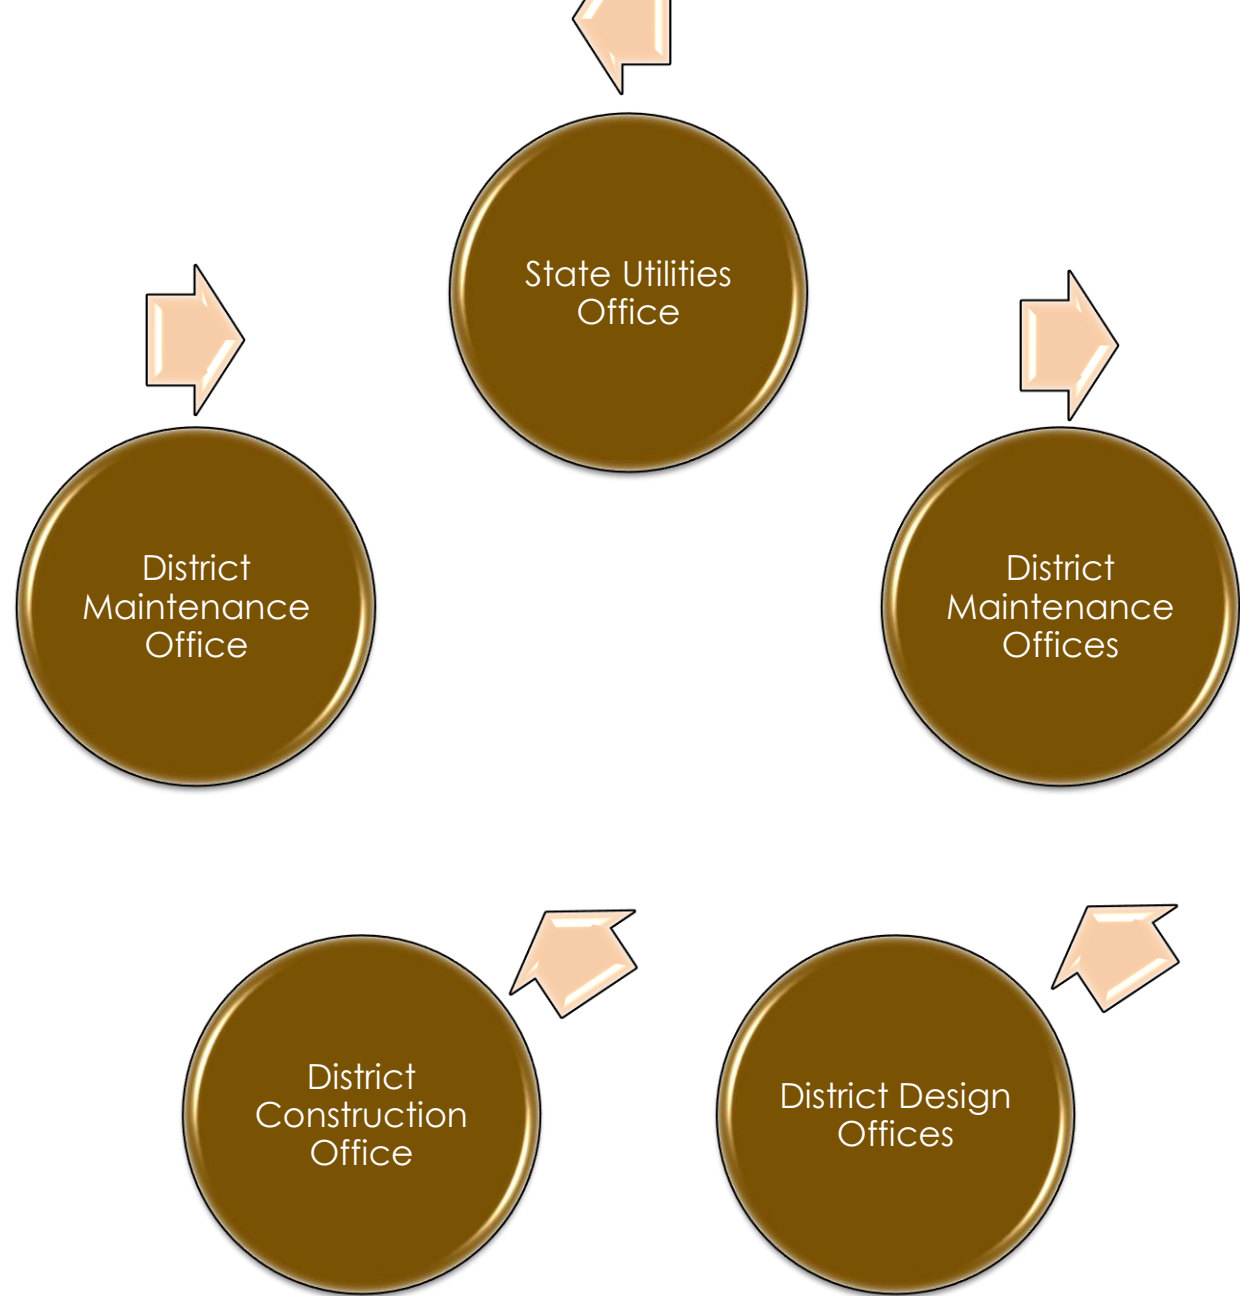 State Utilities
Office
District
Maintenance
Office
District
Maintenance
Offices
District
Construction
Office
District Design
Offices